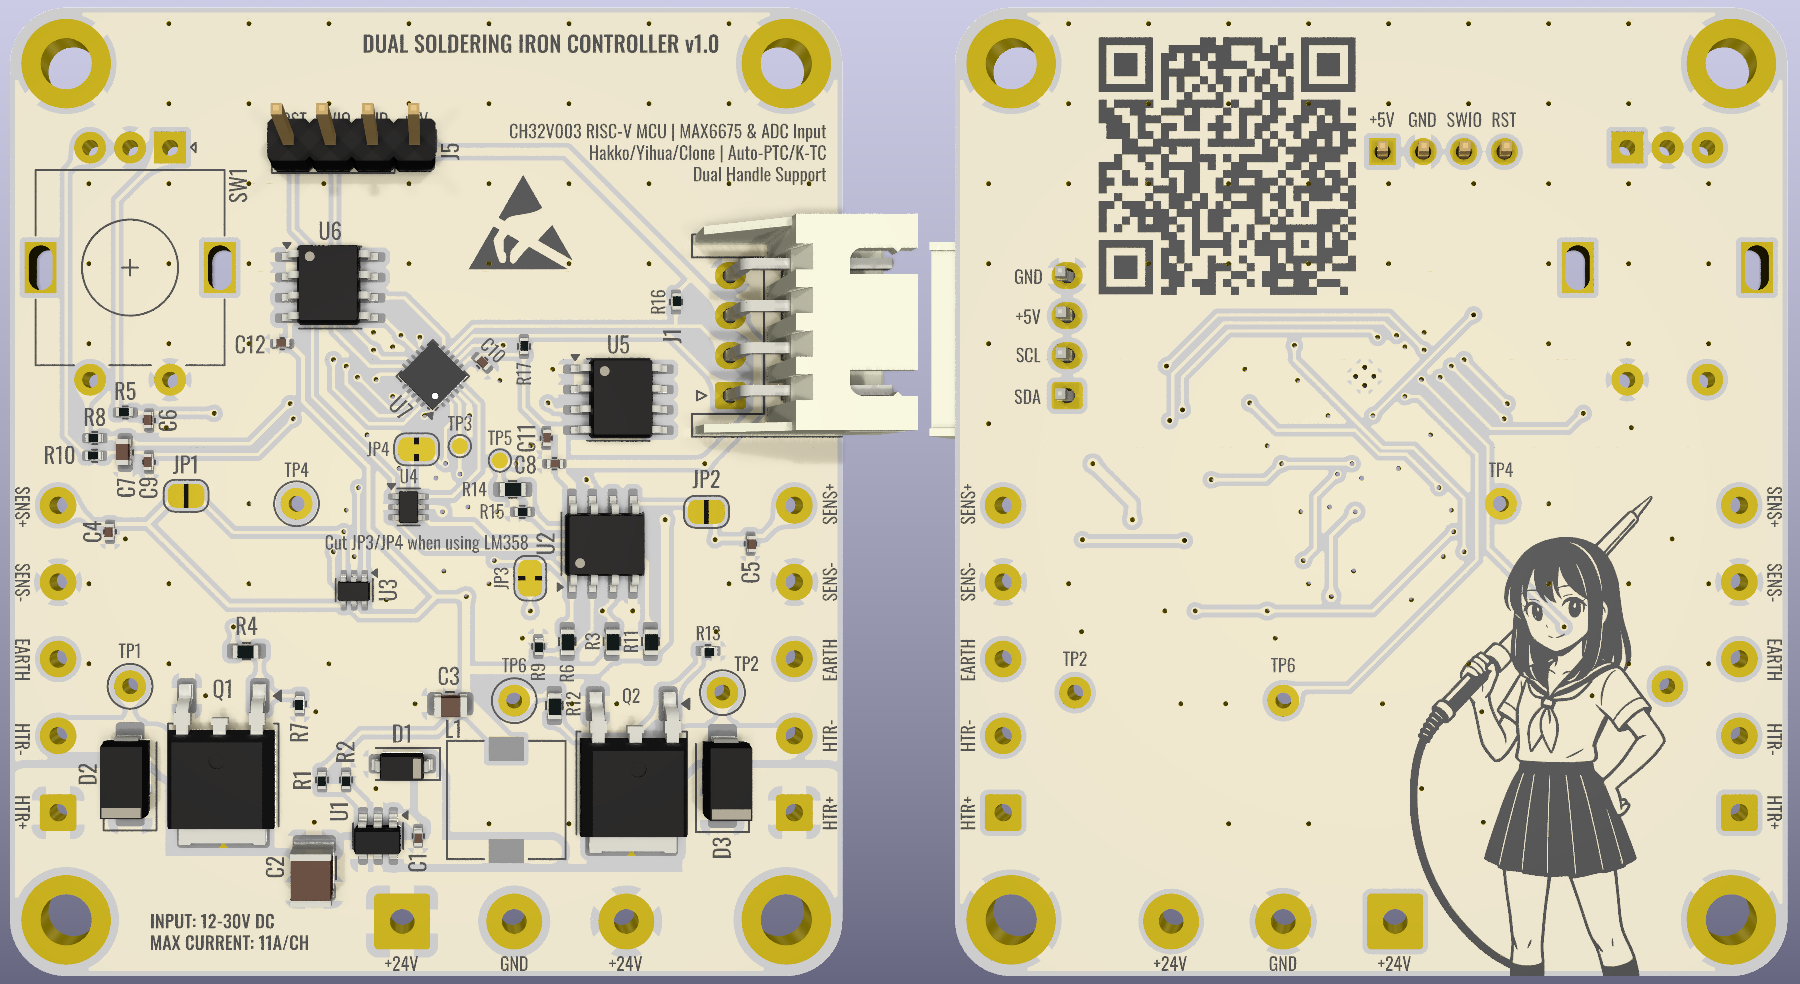 DUAL SOLDERING IRON CONTROLLER v1.0
CH32V003 RISC-V MCU | MAX6675 & ADC Input
Hakko/Yihua/Clone | Auto-PTC/K-TC
Dual Handle Support
J5
SW1
U6
R16
J1
C12
C10
R17
U5
U7
R5
R8
C6
R10
C7
C9
JP1
TP4
JP4
TP3
TP5
C11
C8
U4
R14
R15
JP2
SENS+
C4
SENS-
EARTH
HTR-
HTR+
Cut JP3/JP4 when using LM358
U2
U3
JP3
C5
SENS+
SENS-
EARTH
HTR-
HTR+
R4
TP1
Q1
R7
D2
R9
R6
R3
R11
R13
TP6
R12
TP2
Q2
C3
L1
D1
R1
R2
U1
C1
C2
D3
INPUT: 12-30V DC
MAX CURRENT: 11A/CH
+24V
GND
+24V
+5V
GND
SWIO
RST
GND
+5V
SCL
SDA
TP4
SENS+
SENS-
EARTH
HTR-
HTR+
TP2
TP6
SENS+
SENS-
EARTH
HTR-
HTR+
+24V
GND
+24V